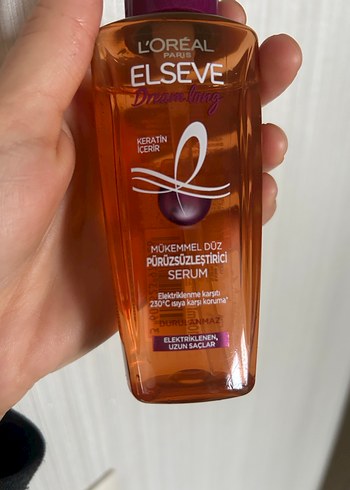 L'ORÉAL
PARIS
ELSEVE
Dream long
KERATİN
İÇERİR
MÜKEMMEL DÜZ
PÜRÜZSÜZLEŞTİRİCİ
SERUM
Elektriklenme karşıtı
230°C ısıya karşı koruma*
DURULANMAZ
ELEKTRİKLENEN,
UZUN SAÇLAR